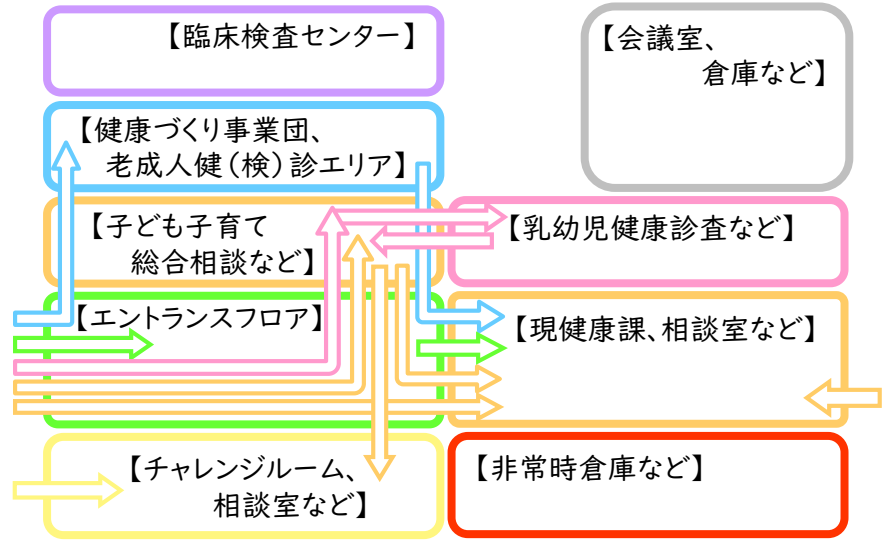 【臨床検査センター】
【会議室、
倉庫など】
【健康づくり事業団、
老成人健(検)診エリア】
【子ども子育て
総合相談など】
【乳幼児健康診査など】
【エントランスフロア】
【現健康課、相談室など】
【チャレンジルーム、
相談室など】
【非常時倉庫など】